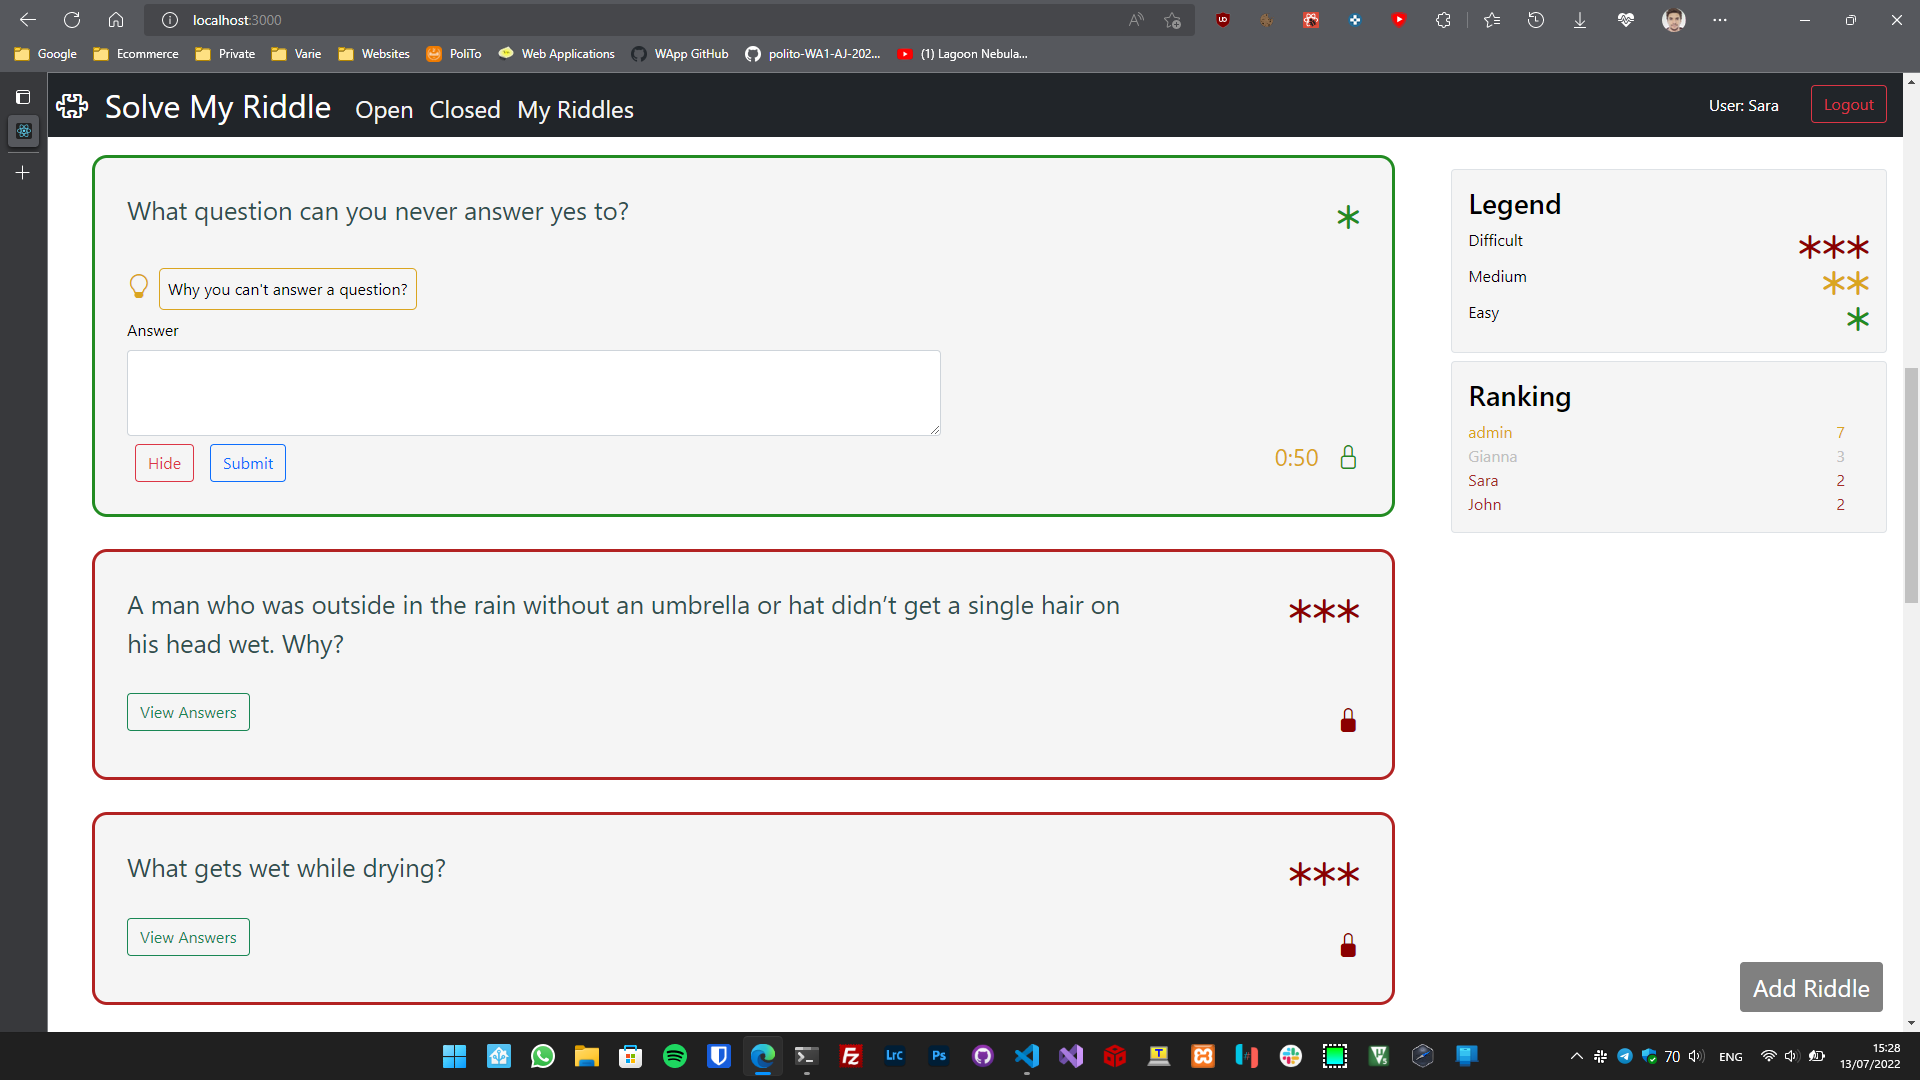 localhost:3000
Google
Ecommerce
Private
Varie
Websites
PoliTo
Web Applications
WApp GitHub
polito-WA1-AJ-202...
(1) Lagoon Nebula...
Solve My Riddle
Open
Closed
My Riddles
User: Sara
Logout
What question can you never answer yes to?
Why you can't answer a question?
Answer
Hide
Submit
0:50
A man who was outside in the rain without an umbrella or hat didn’t get a single hair on
his head wet. Why?
View Answers
What gets wet while drying?
View Answers
Legend
Difficult
Medium
Easy
Ranking
admin 7
Gianna 3
Sara 2
John 2
Add Riddle
LrC
Ps
70
ENG
15:28
13/07/2022